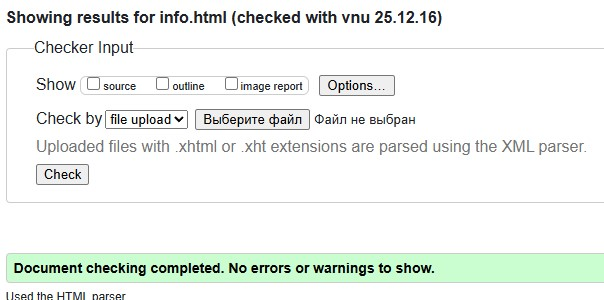 Showing results for info.html (checked with vnu 25.12.16)
Checker Input
Show source outline image report Options...
Check by file upload Выберите файл Файл не выбран
Uploaded files with .xhtml or .xht extensions are parsed using the XML parser.
Check
Document checking completed. No errors or warnings to show.
Used the HTML parser